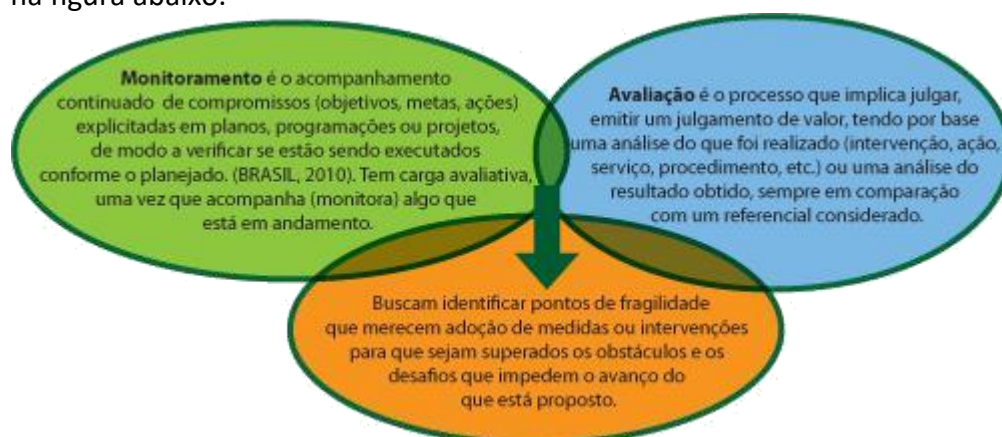 na figura abaixo:
Monitoramento é o acompanhamento
continuado de compromissos (objetivos, metas, ações)
explicitadas em planos, programações ou projetos,
de modo a verificar se estão sendo executados
conforme o planejado. (BRASIL, 2010). Tem carga avaliativa,
uma vez que acompanha (monitora) algo que
está em andamento.
Avaliação é o processo que implica julgar,
emitir um julgamento de valor, tendo por base
uma análise do que foi realizado (intervenção, ação,
serviço, procedimento, etc.) ou uma análise do
resultado obtido, sempre em comparação
com um referencial considerado.
Buscam identificar pontos de fragilidade
que merecem adoção de medidas ou intervenções
para que sejam superados os obstáculos e os
desafios que impedem o avanço do
que está proposto.